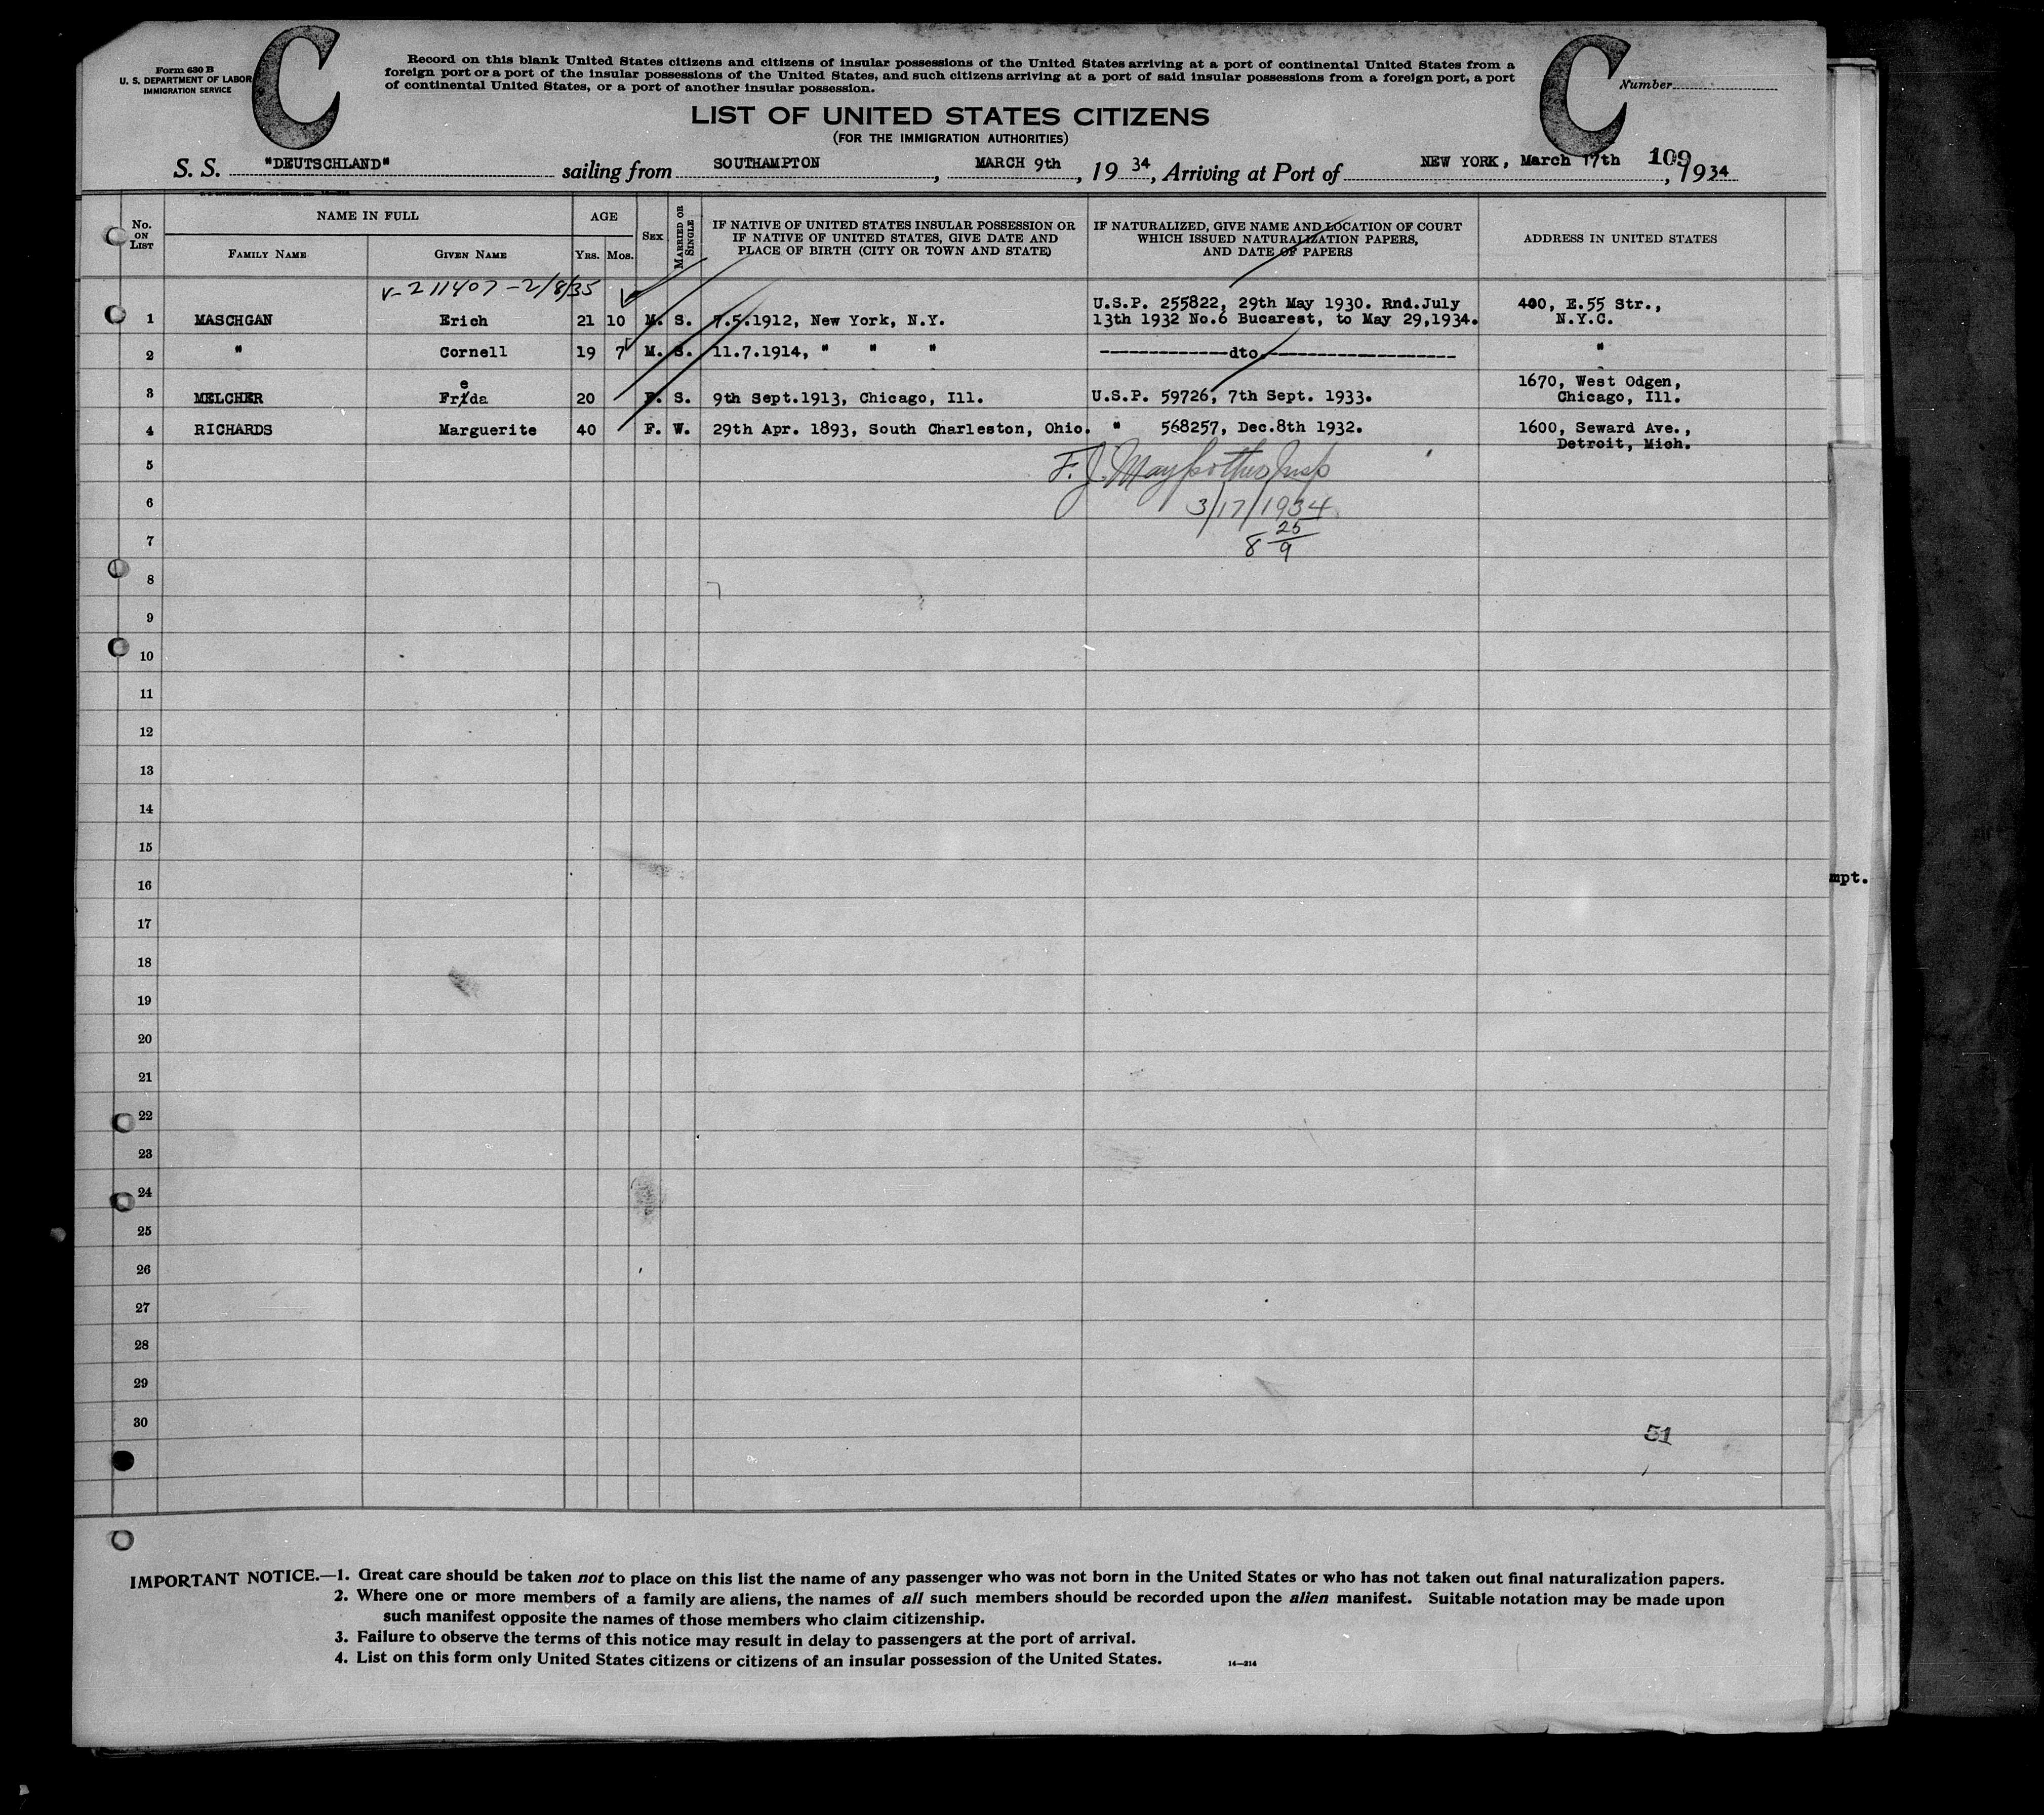 Form 630 B
U. S. DEPARTMENT OF LABOR
IMMIGRATION SERVICE
C
C
Record on this blank United States citizens and citizens of insular possessions of the United States arriving at a port of continental United States from a
foreign port or a port of the insular possessions of the United States, and such citizens arriving at a port of said insular possessions from a foreign port, a port
of continental United States, or a port of another insular possession.
Number
LIST OF UNITED STATES CITIZENS
(FOR THE IMMIGRATION AUTHORITIES)
S. S. "DEUTSCHLAND" sailing from SOUTHAMPTON, MARCH 9th, 1934, Arriving at Port of NEW YORK, March 17th, 1934
109
No. ON LIST
NAME IN FULL
FAMILY NAME
GIVEN NAME
AGE
YRS.
MOS.
SEX
MARRIED OR SINGLE
IF NATIVE OF UNITED STATES INSULAR POSSESSION OR
IF NATIVE OF UNITED STATES, GIVE DATE AND
PLACE OF BIRTH (CITY OR TOWN AND STATE)
IF NATURALIZED, GIVE NAME AND LOCATION OF COURT
WHICH ISSUED NATURALIZATION PAPERS,
AND DATE OF PAPERS
ADDRESS IN UNITED STATES
v-211407-2/8/35
U.S.P. 255822, 29th May 1930. Rnd.July 400, E.55 Str.,
1 MASCHGAN Erich 21 10 M. S. 7.5.1912, New York, N.Y. 13th 1932 No.6 Bucarest, to May 29,1934. N.Y.C.
2 " Cornell 19 7 M. S. 11.7.1914, " " " dto. "
1670, West Odgen,
3 MELCHER Freda 20 F. S. 9th Sept.1913, Chicago, Ill. U.S.P. 59726, 7th Sept. 1933. Chicago, Ill.
4 RICHARDS Marguerite 40 F. W. 29th Apr. 1893, South Charleston, Ohio. " 568257, Dec.8th 1932. 1600, Seward Ave.,
Detroit, Mich.
5
F. J. Insp
6
3/17/1934
7
8 25/9
8
9
10
11
12
13
14
15
16
mpt.
17
18
19
20
21
22
23
24
25
26
27
28
29
30
51
IMPORTANT NOTICE.—1. Great care should be taken not to place on this list the name of any passenger who was not born in the United States or who has not taken out final naturalization papers.
2. Where one or more members of a family are aliens, the names of all such members should be recorded upon the alien manifest. Suitable notation may be made upon
such manifest opposite the names of those members who claim citizenship.
3. Failure to observe the terms of this notice may result in delay to passengers at the port of arrival.
4. List on this form only United States citizens or citizens of an insular possession of the United States.
14—214